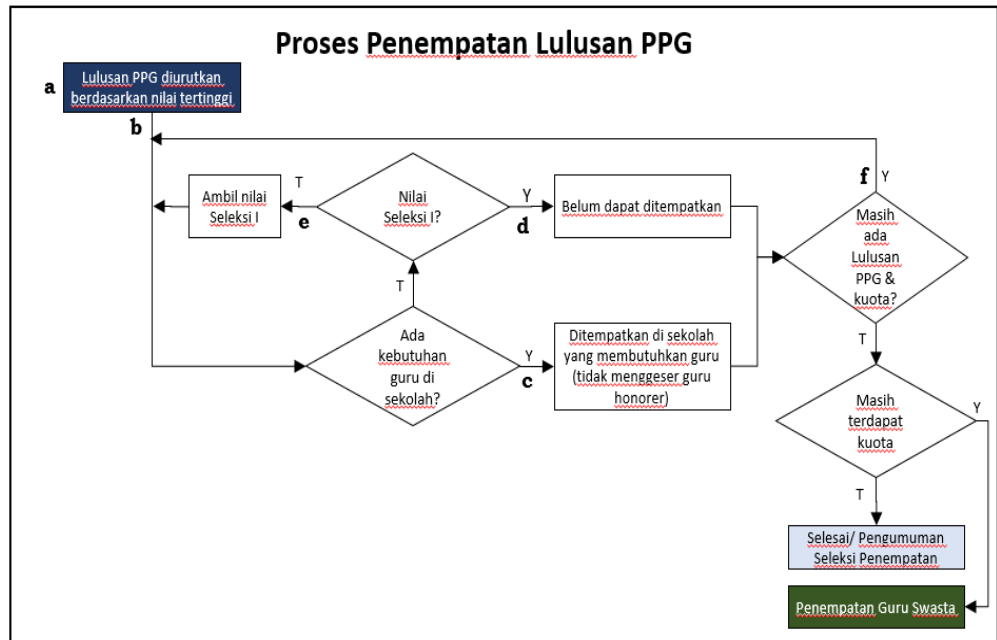 Proses Penempatan Lulusan PPG
a
Lulusan PPG diurutkan
berdasarkan nilai tertinggi
b
T
Ambil nilai
Seleksi I
e
Nilai
Seleksi I?
Y
d
Belum dapat ditempatkan
f
Y
Masih
ada
Lulusan
PPG &
kuota?
T
Ada
kebutuhan
guru di
sekolah?
Y
c
Ditempatkan di sekolah
yang membutuhkan guru
(tidak menggeser guru
honorer)
T
Masih
terdapat
kuota
Y
T
Selesai/ Pengumuman
Seleksi Penempatan
Penempatan Guru Swasta